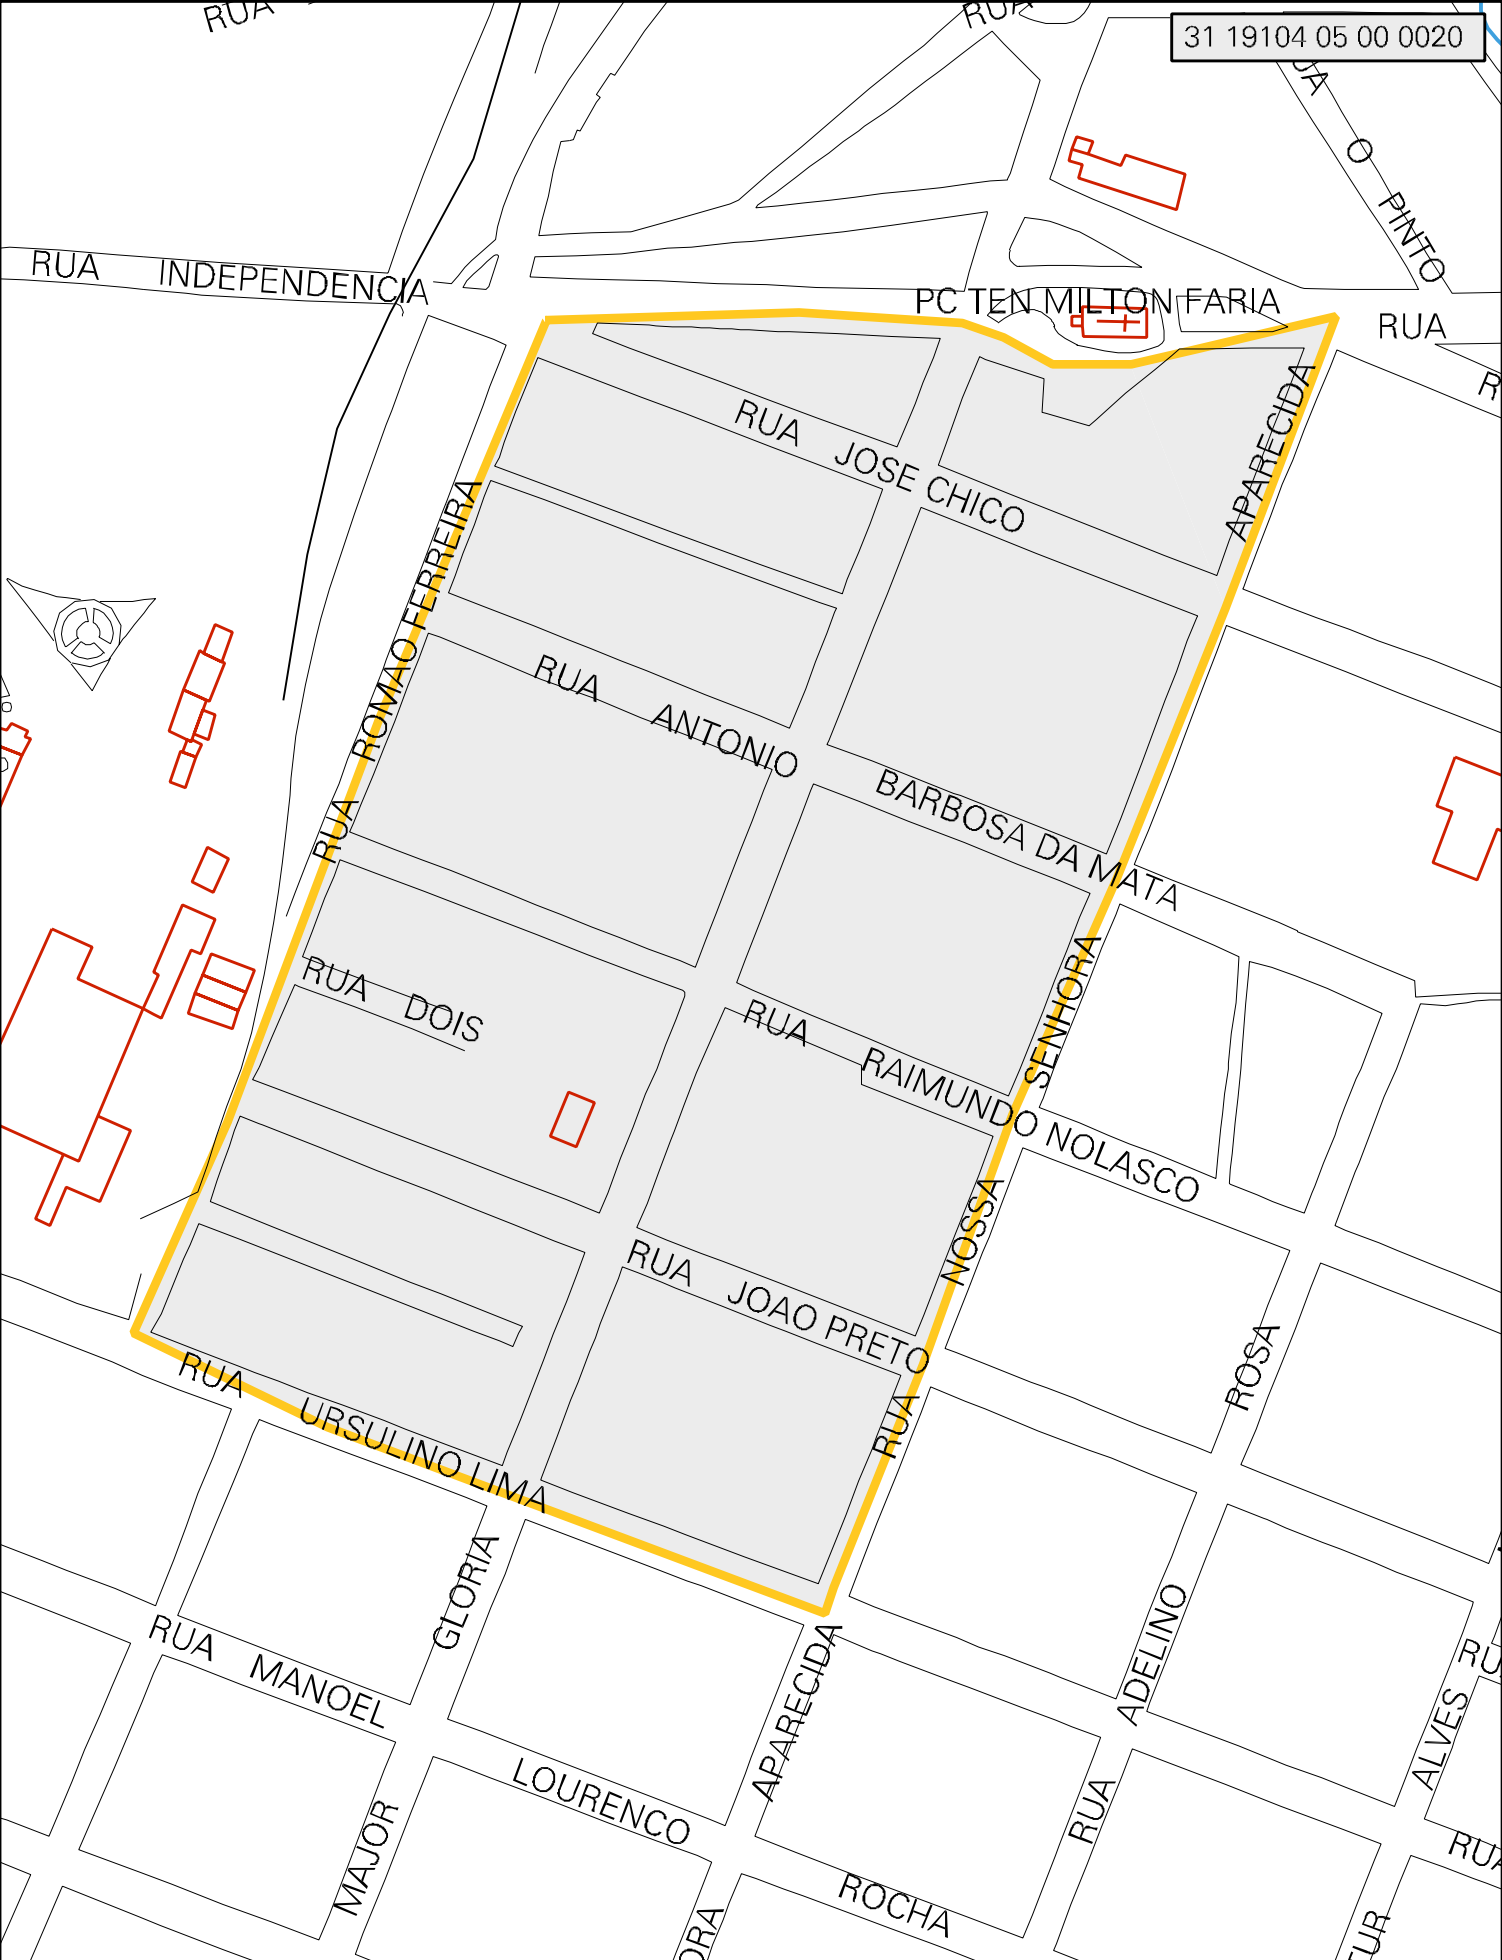 RUA
RUA
31 19104 05 00 0020
O PINTO
RUA INDEPENDENCIA
PC TEN MILTON FARIA
RUA
RUA JOSE CHICO
APARECIDA
RUA ROMAO FERREIRA
RUA ANTONIO BARBOSA DA MATA
RUA DOIS
RUA RAIMUNDO NOLASCO
RUA NOSSA SENHORA
RUA JOAO PRETO
RUA URSULINO LIMA
ROSA
MAJOR GLORIA
RUA MANOEL LOURENCO ROCHA
APARECIDA
RUA ADELINO
ALVES